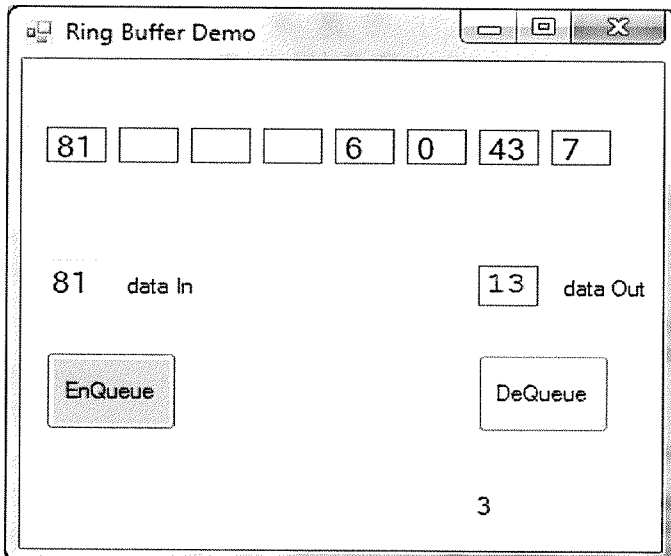 Ring Buffer Demo
81 6 0 43 7
81 data In 13 data Out
EnQueue DeQueue
3